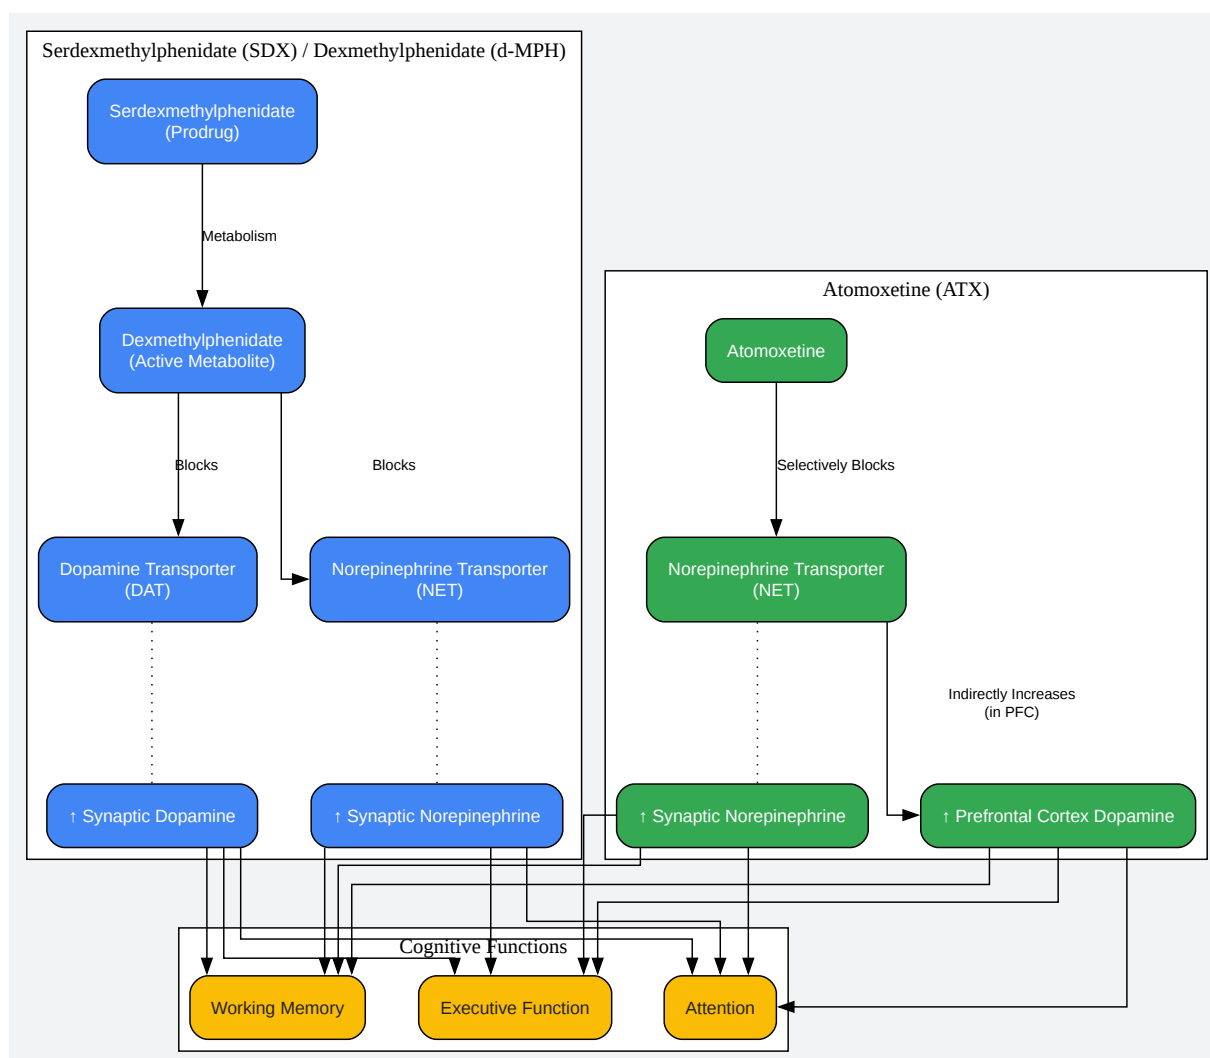 Serdexmethylphenidate (SDX) / Dexmethylphenidate (d-MPH)
Serdexmethylphenidate
(Prodrug)
Metabolism
Dexmethylphenidate
(Active Metabolite)
Blocks
Blocks
Dopamine Transporter
(DAT)
Norepinephrine Transporter
(NET)
↑ Synaptic Dopamine
↑ Synaptic Norepinephrine
Atomoxetine (ATX)
Atomoxetine
Selectively Blocks
Norepinephrine Transporter
(NET)
Indirectly Increases
(in PFC)
↑ Synaptic Norepinephrine
↑ Prefrontal Cortex Dopamine
Cognitive Functions
Working Memory
Executive Function
Attention